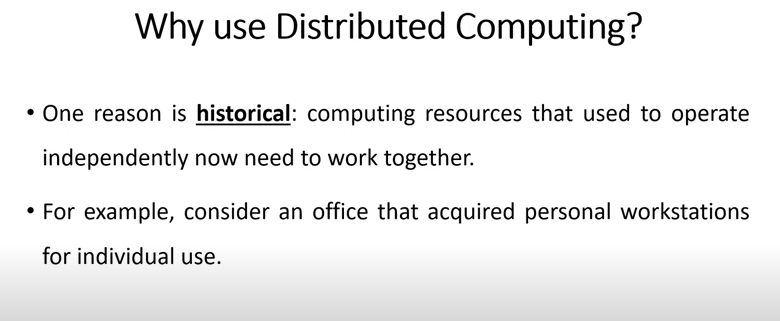 Why use Distributed Computing?
• One reason is historical: computing resources that used to operate
independently now need to work together.
• For example, consider an office that acquired personal workstations
for individual use.